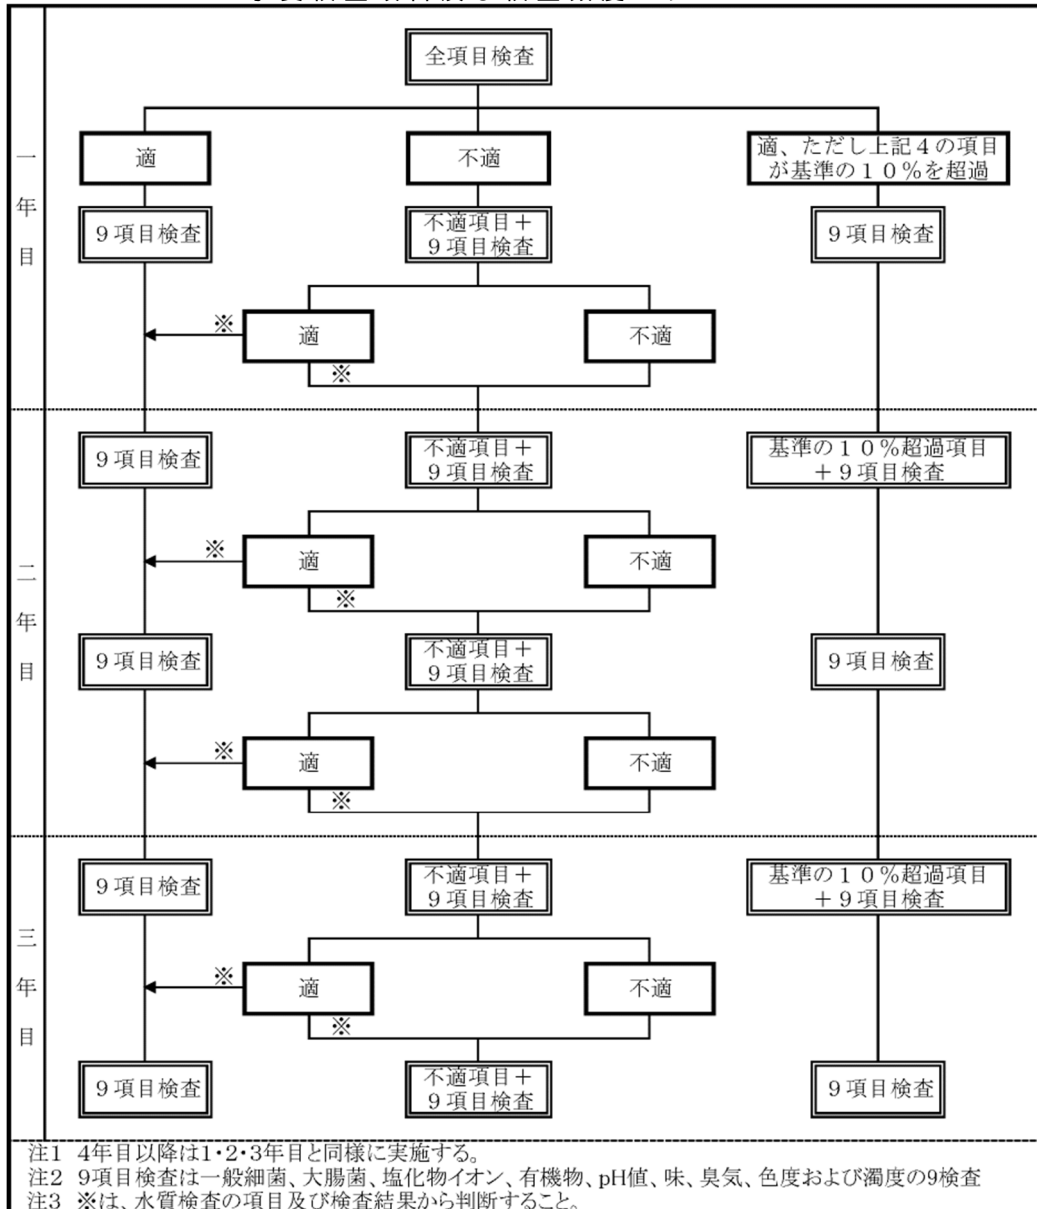 全項目検査
一年目
適
不適
適、ただし上記４の項目
が基準の１０％を超過
９項目検査
不適項目＋
９項目検査
９項目検査
※
適
不適
※
二年目
９項目検査
不適項目＋
９項目検査
基準の１０％超過項目
＋９項目検査
※
適
不適
※
９項目検査
不適項目＋
９項目検査
９項目検査
※
適
不適
※
三年目
９項目検査
不適項目＋
９項目検査
基準の１０％超過項目
＋９項目検査
※
適
不適
※
９項目検査
不適項目＋
９項目検査
９項目検査
注1 4年目以降は1・2・3年目と同様に実施する。
注2 9項目検査は一般細菌、大腸菌、塩化物イオン、有機物、pH値、味、臭気、色度および濁度の9検査
注3 ※は、水質検査の項目及び検査結果から判断すること。